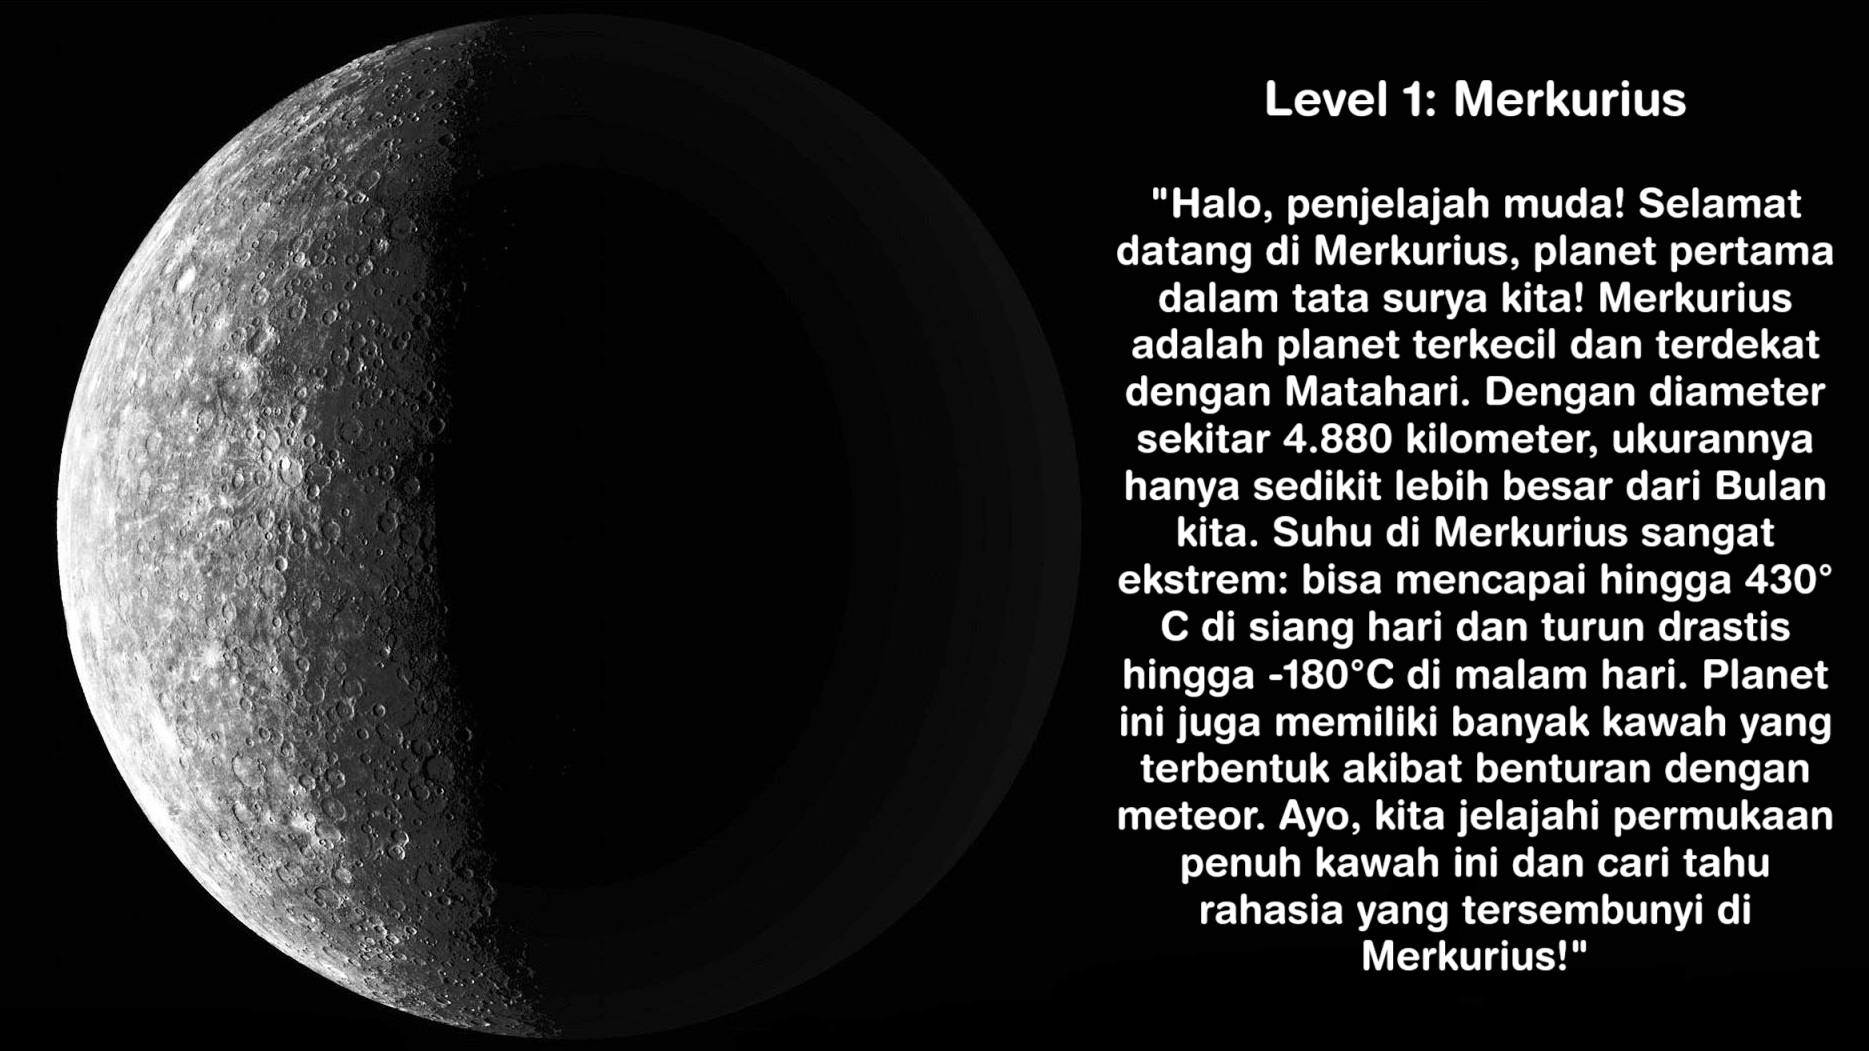 Level 1: Merkurius
"Halo, penjelajah muda! Selamat
datang di Merkurius, planet pertama
dalam tata surya kita! Merkurius
adalah planet terkecil dan terdekat
dengan Matahari. Dengan diameter
sekitar 4.880 kilometer, ukurannya
hanya sedikit lebih besar dari Bulan
kita. Suhu di Merkurius sangat
ekstrem: bisa mencapai hingga 430°
C di siang hari dan turun drastis
hingga -180°C di malam hari. Planet
ini juga memiliki banyak kawah yang
terbentuk akibat benturan dengan
meteor. Ayo, kita jelajahi permukaan
penuh kawah ini dan cari tahu
rahasia yang tersembunyi di
Merkurius!"